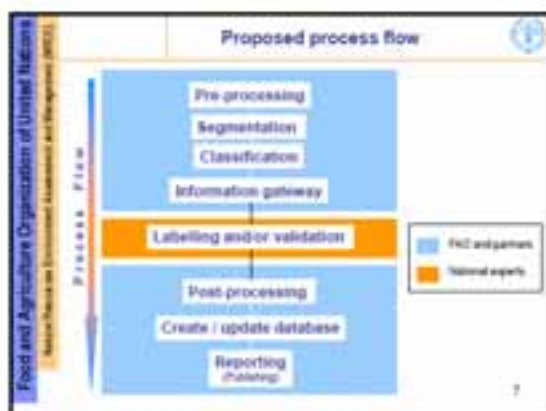 Proposed process flow
Food and Agriculture Organization of United Nations
Process Flow
Pre-processing
Segmentation
Classification
Information gateway
Labelling and/or validation
Post-processing
Create / update database
Reporting
(Publishing)
FAO and partners
National experts
7